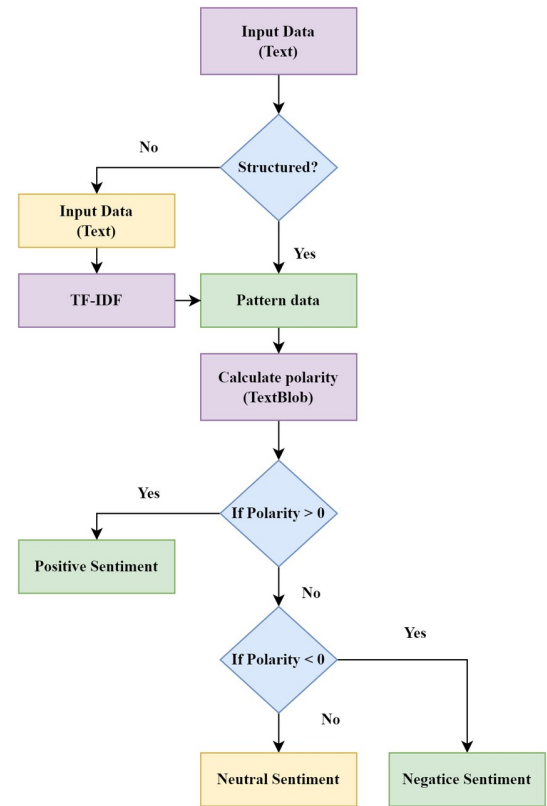 Input Data
(Text)
Structured?
No
Yes
Input Data
(Text)
TF-IDF
Pattern data
Calculate polarity
(TextBlob)
If Polarity > 0
Yes
Positive Sentiment
No
If Polarity < 0
Yes
No
Neutral Sentiment
Negatice Sentiment